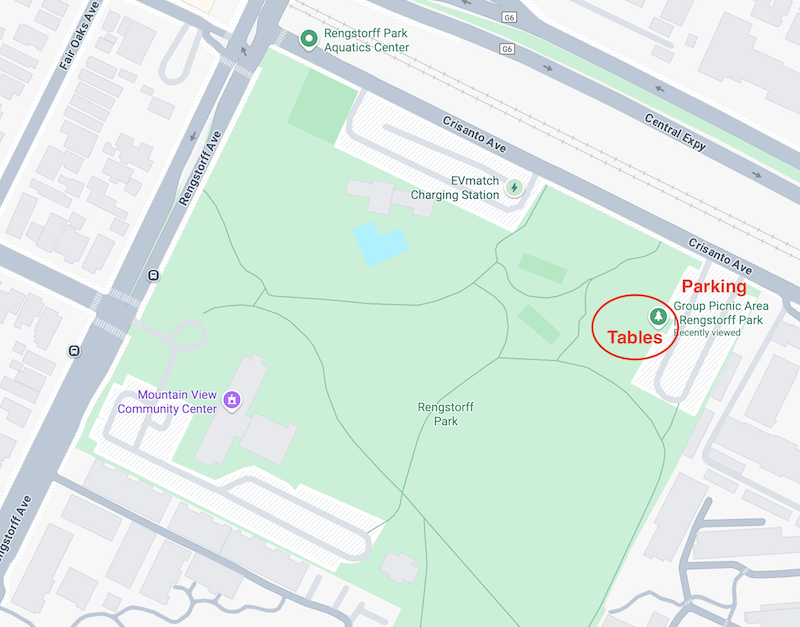 Fair Oaks Ave
Rengstorff Park
Aquatics Center
G6
G6
Central Expy
Crisanto Ave
Rengstorff Ave
EVmatch
Charging Station
Crisanto Ave
Parking
Group Picnic Area
| Rengstorff Park
Recently viewed
Tables
Mountain View
Community Center
Rengstorff
Park
ngstorff Ave